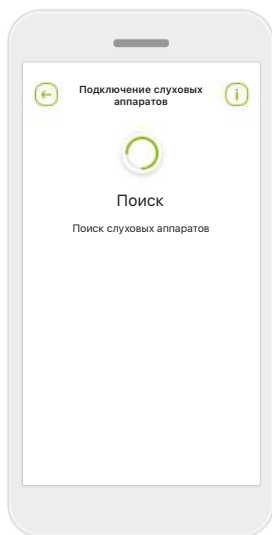 Подключение слуховых
аппаратов
Поиск
Поиск слуховых аппаратов